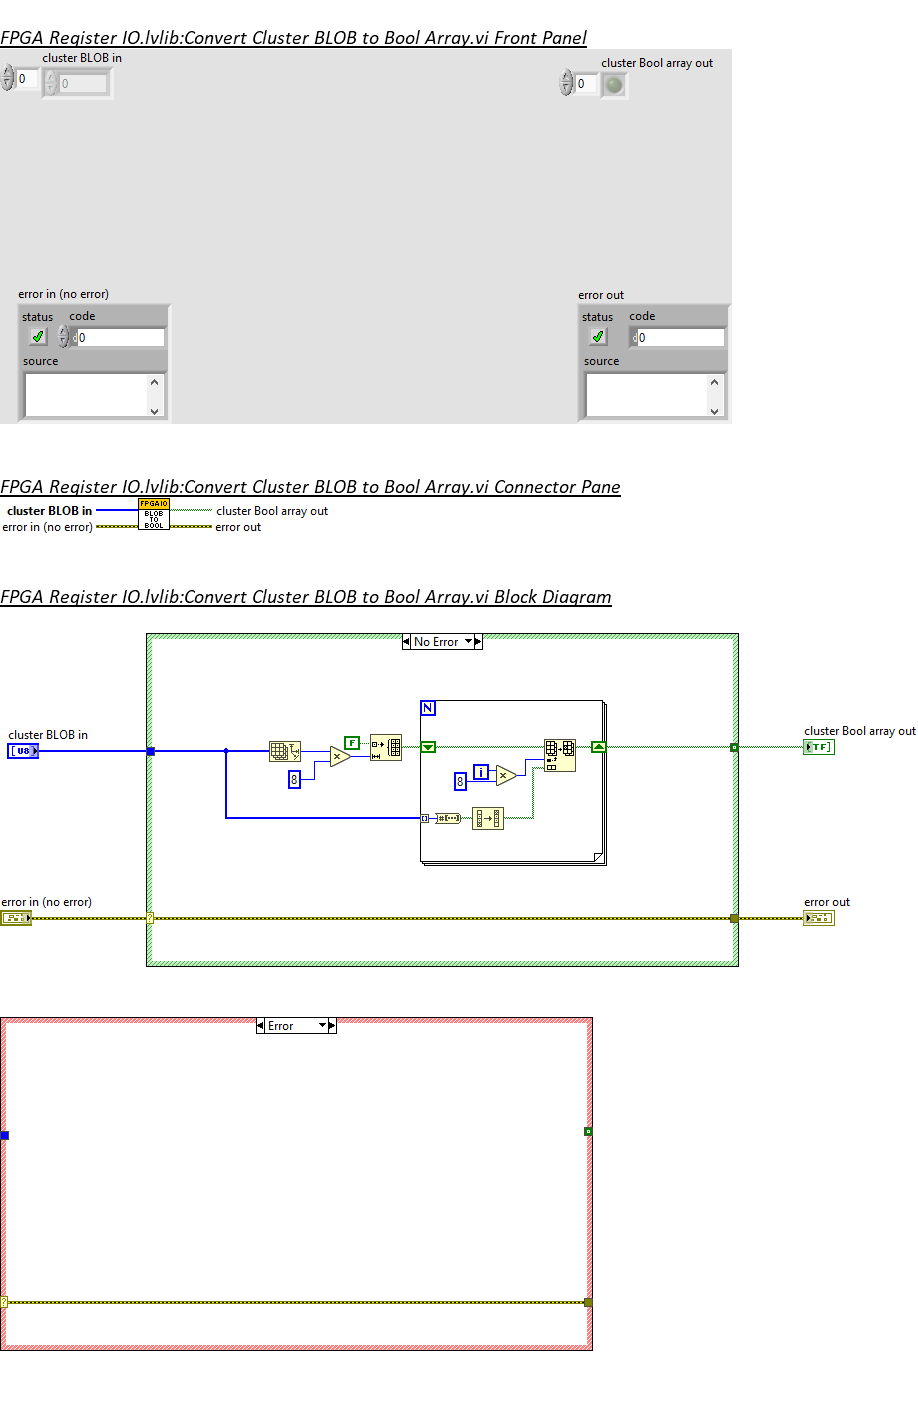 FPGA Register IO.lvlib:Convert Cluster BLOB to Bool Array.vi Front Panel
cluster BLOB in
cluster Bool array out
0
0
0
error in (no error)
error out
status
code
status
code
0
0
source
source
FPGA Register IO.lvlib:Convert Cluster BLOB to Bool Array.vi Connector Pane
FPGAIO
cluster BLOB in
BLOB
cluster Bool array out
TO
error in (no error)
BOOL
error out
FPGA Register IO.lvlib:Convert Cluster BLOB to Bool Array.vi Block Diagram
No Error
N
cluster BLOB in
cluster Bool array out
U8
F
TF
8
8
i
#[...]
error in (no error)
error out
?
Error
?